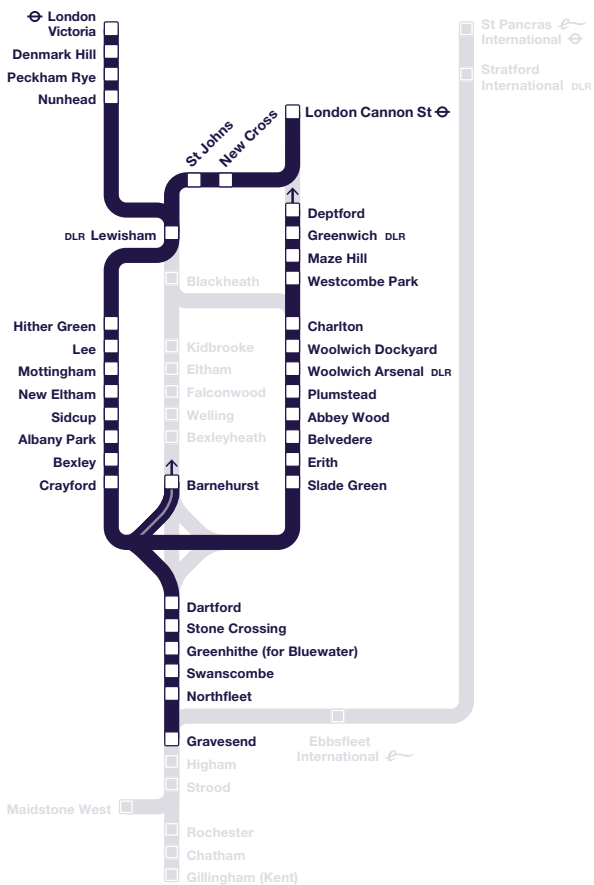 London
Victoria
Denmark Hill
Peckham Rye
Nunhead
St Johns
New Cross
London Cannon St
St Pancras
International
Stratford
International DLR
DLR Lewisham
Deptford
Greenwich DLR
Maze Hill
Westcombe Park
Blackheath
Hither Green
Lee
Mottingham
New Eltham
Sidcup
Albany Park
Bexley
Crayford
Kidbrooke
Eltham
Falconwood
Welling
Bexleyheath
Barnehurst
Charlton
Woolwich Dockyard
Woolwich Arsenal DLR
Plumstead
Abbey Wood
Belvedere
Erith
Slade Green
Dartford
Stone Crossing
Greenhithe (for Bluewater)
Swanscombe
Northfleet
Gravesend
Ebbsfleet
International
Higham
Strood
Maidstone West
Rochester
Chatham
Gillingham (Kent)